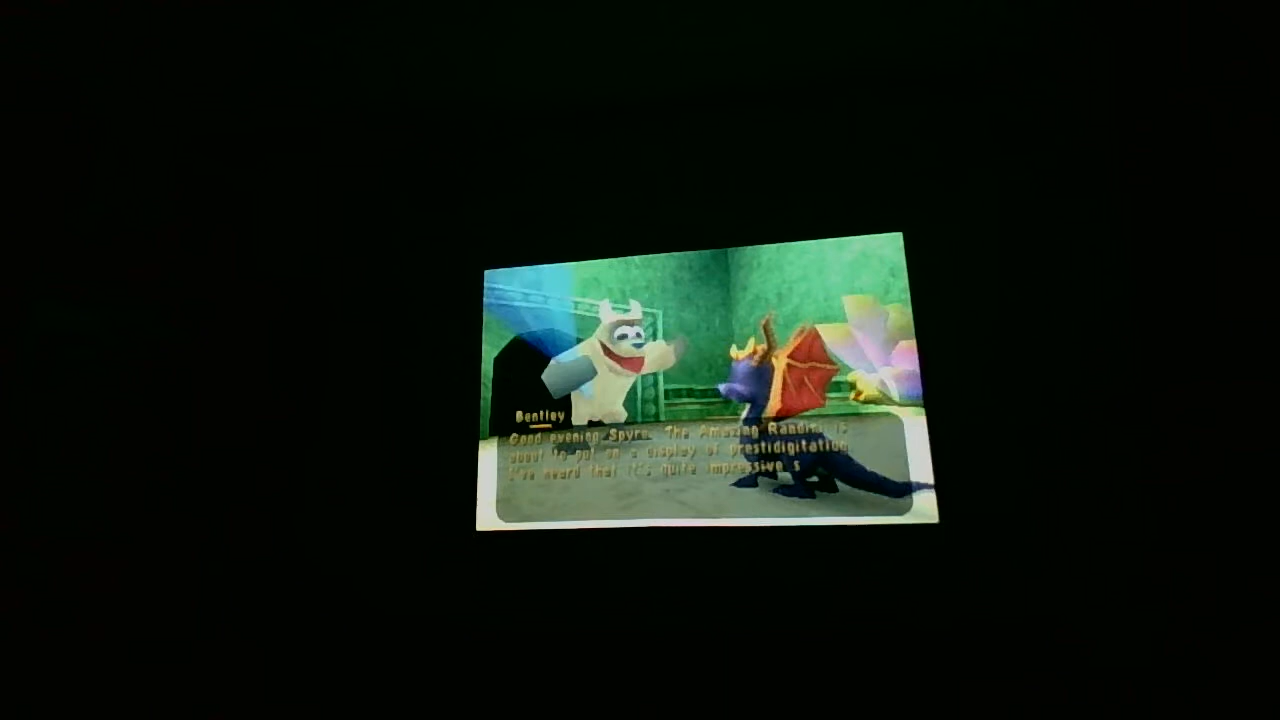 Bentley
Good evening Spyro. The Amazing Randini is
about to put on a display of prestidigitation
I've heard that it's quite impressive s